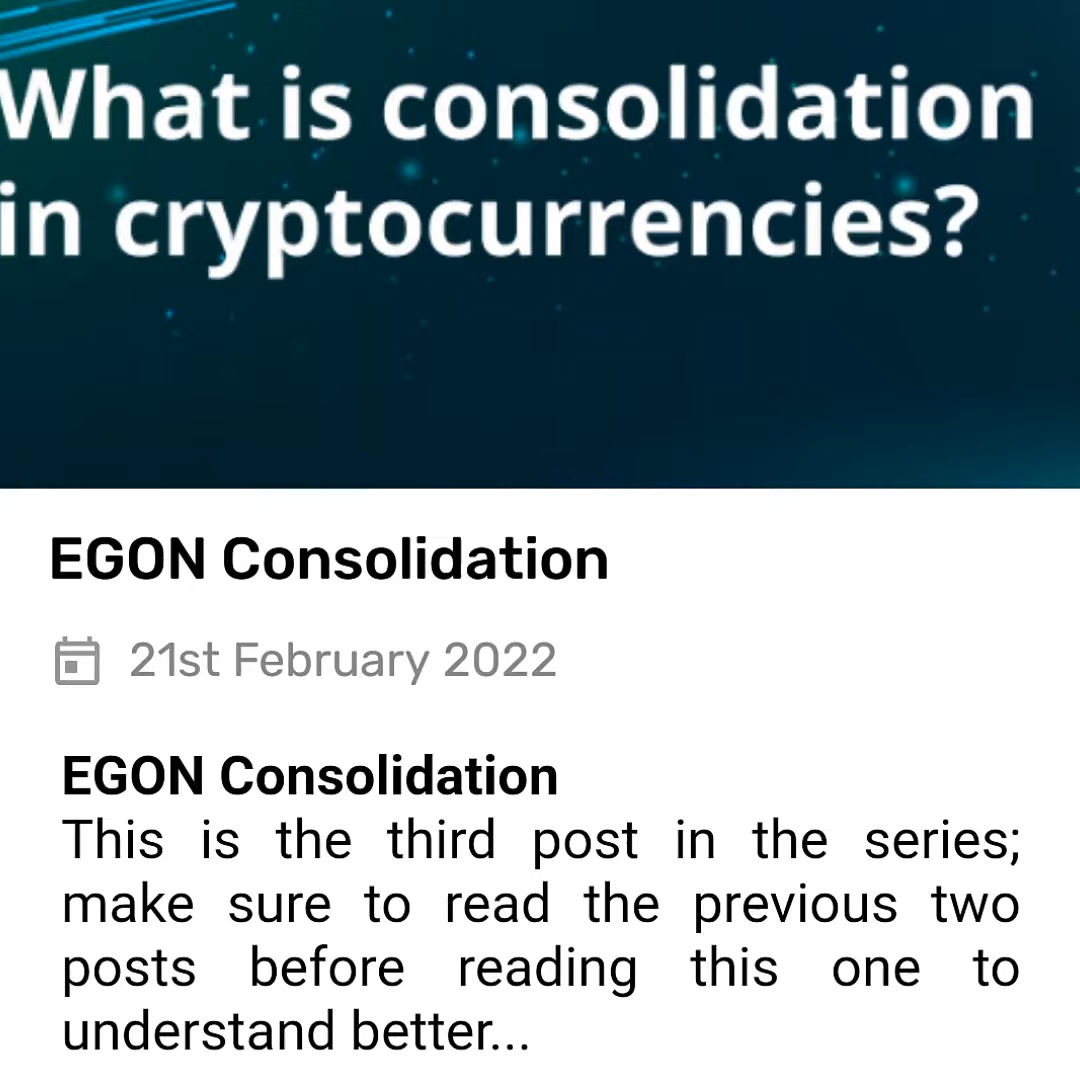 What is consolidation
in cryptocurrencies?
EGON Consolidation
21st February 2022
EGON Consolidation
This is the third post in the series;
make sure to read the previous two
posts before reading this one to
understand better...